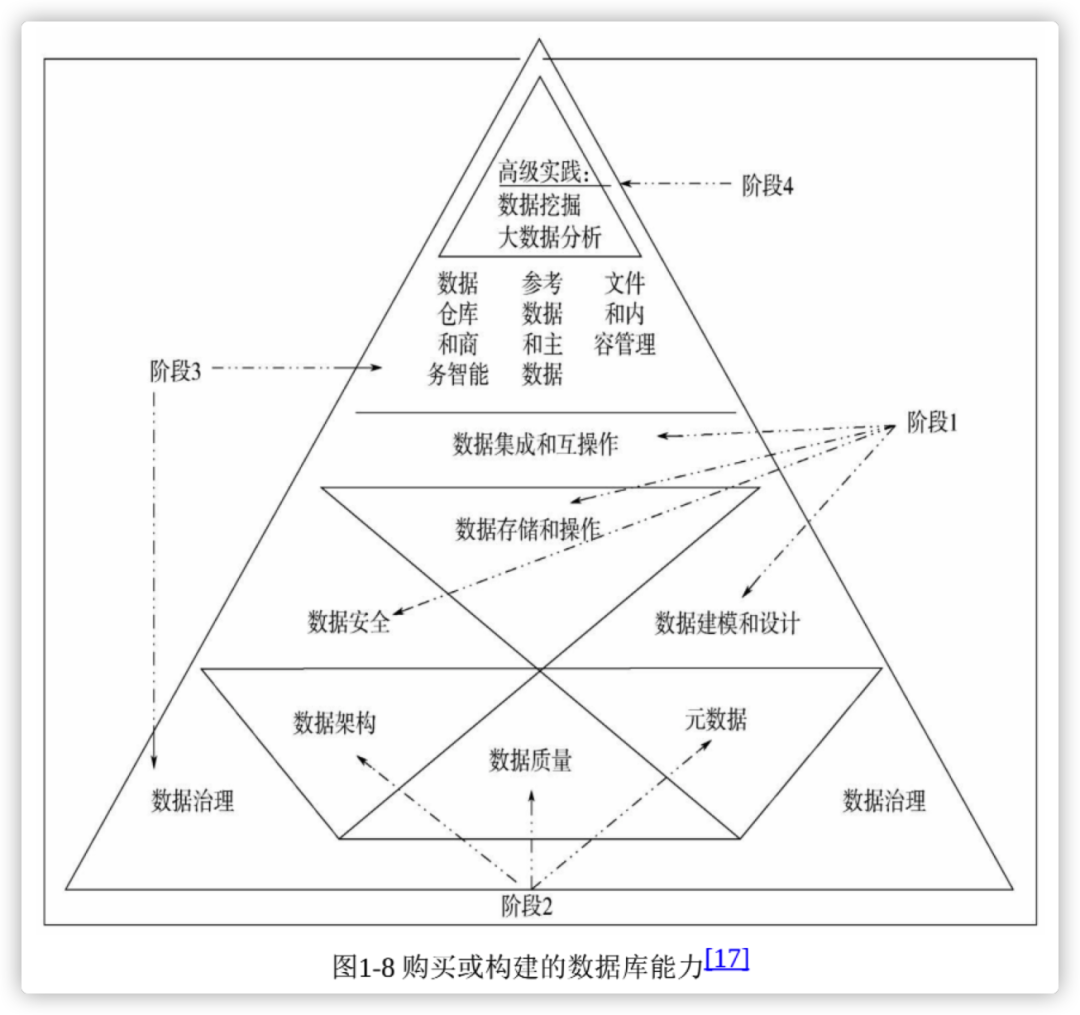 高级实践:
阶段4
数据挖掘
大数据分析
数据 参考 文件
仓库 数据 和内
和商 和主 容管理
务智能 数据
阶段3
阶段1
数据集成和互操作
数据存储和操作
数据安全
数据建模和设计
数据架构
元数据
数据质量
数据治理
数据治理
阶段2
图1-8 购买或构建的数据库能力[17]